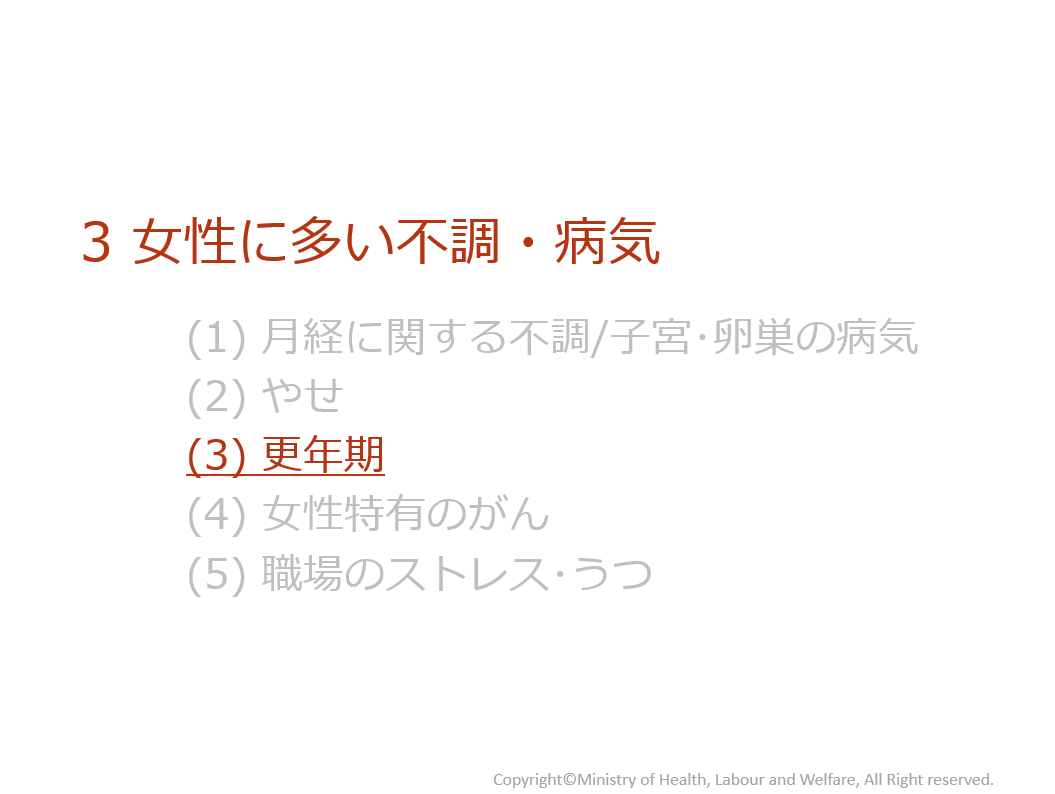 3 女性に多い不調・病気
(1) 月経に関する不調/子宮･卵巣の病気
(2) やせ
(3) 更年期
(4) 女性特有のがん
(5) 職場のストレス･うつ
Copyright©Ministry of Health, Labour and Welfare, All Right reserved.